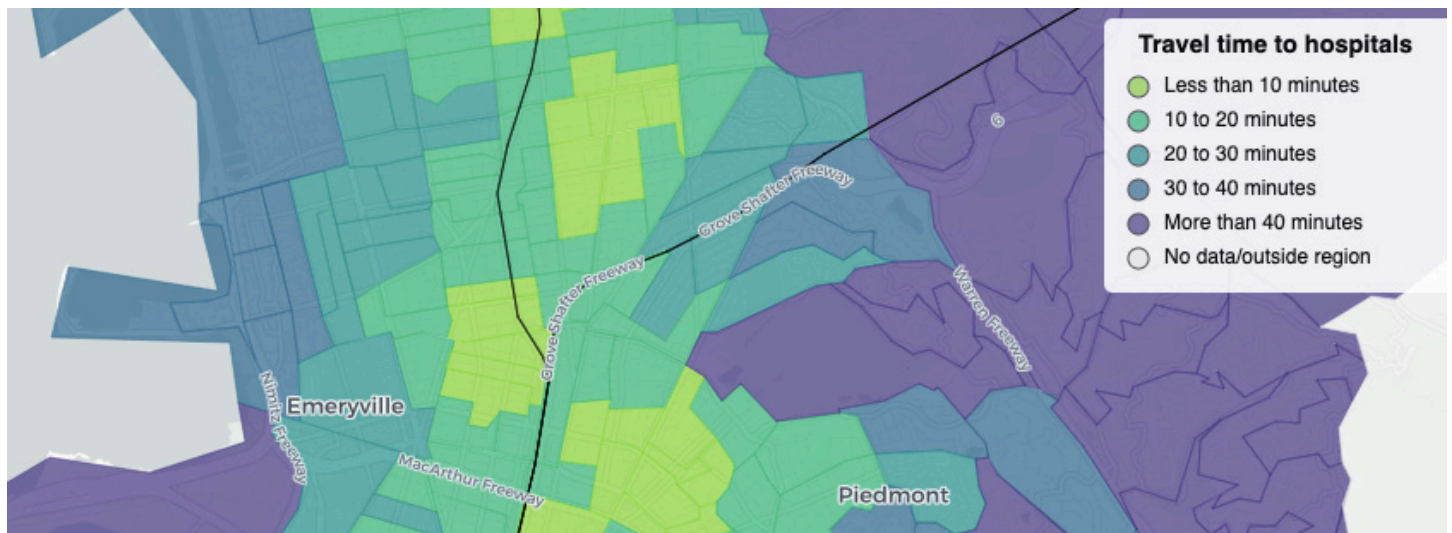 Travel time to hospitals
Less than 10 minutes
10 to 20 minutes
20 to 30 minutes
30 to 40 minutes
More than 40 minutes
No data/outside region
6
Grove Shafter Freeway
Grove Shafter Freeway
Warren Freeway
Grove Shafter Freeway
Nimitz Freeway
Emeryville
MacArthur Freeway
Piedmont